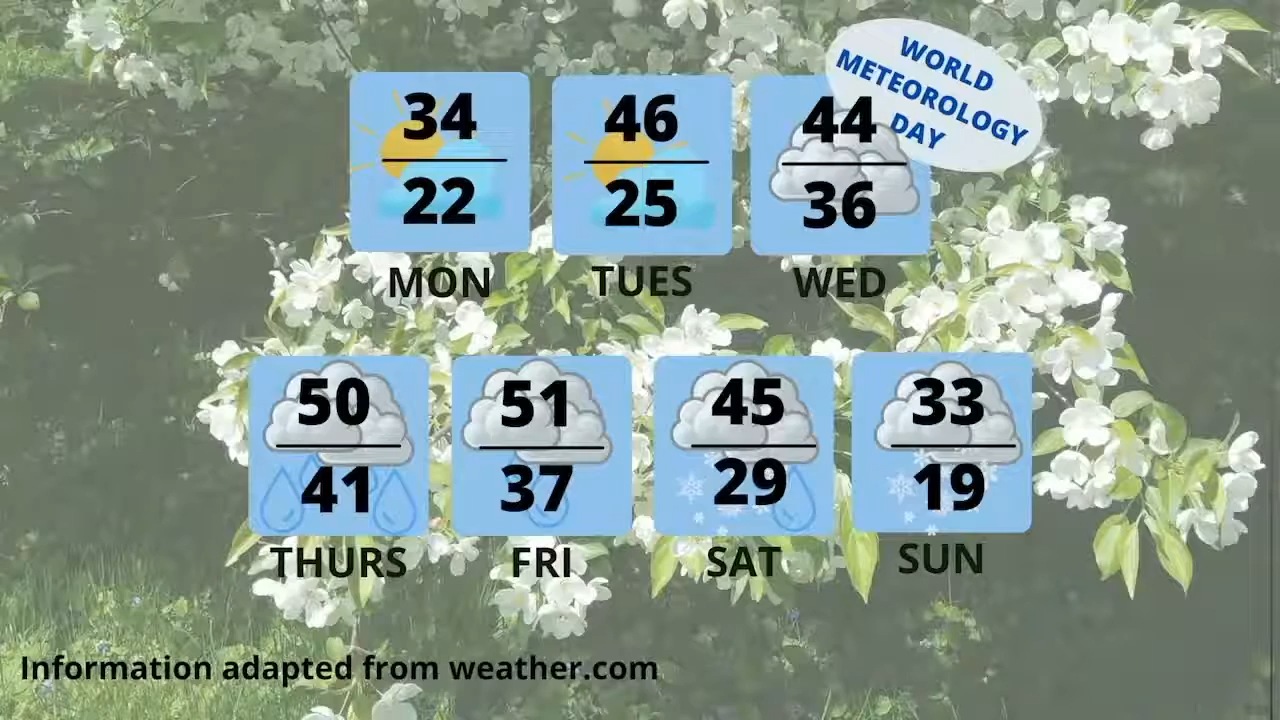 WORLD
METEOROLOGY
DAY
34
22
MON
46
25
TUES
44
36
WED
50
41
THURS
51
37
FRI
45
29
SAT
33
19
SUN
Information adapted from weather.com